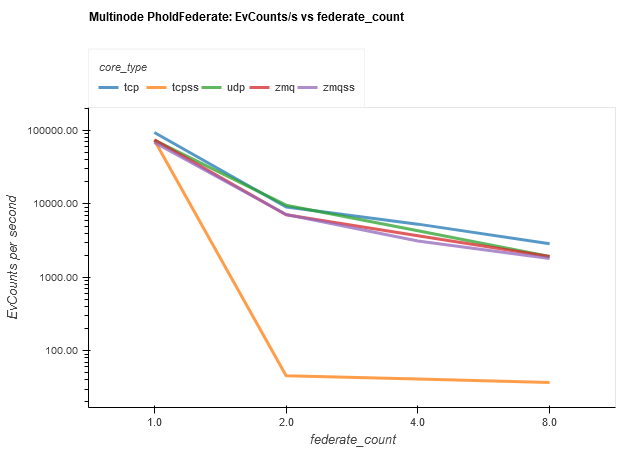 Multinode PholdFederate: EvCounts/s vs federate_count
core_type
tcp tcpss udp zmq zmqss
100000.00
10000.00
1000.00
100.00
EvCounts per second
1.0 2.0 4.0 8.0
federate_count